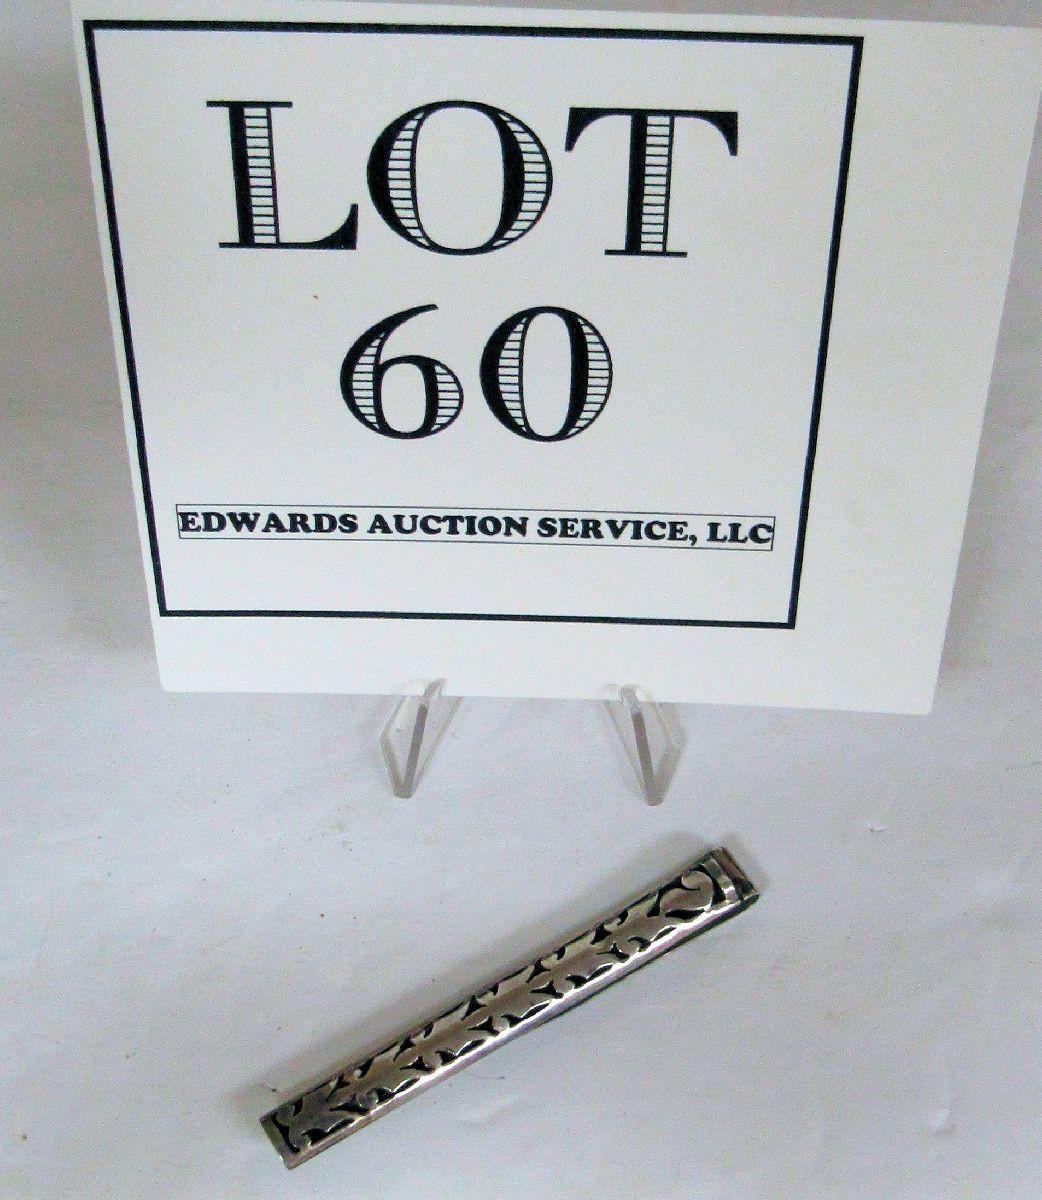 LOT
60
EDWARDS AUCTION SERVICE, LLC